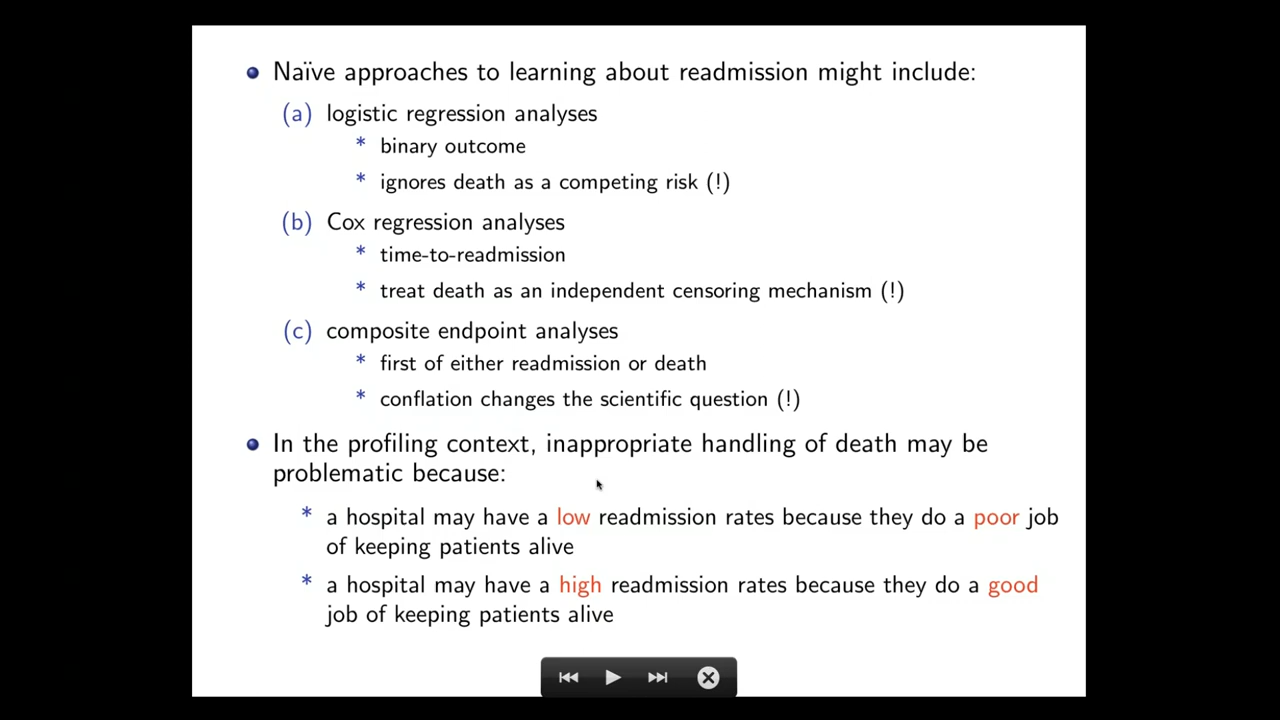 Naïve approaches to learning about readmission might include:
(a) logistic regression analyses
* binary outcome
* ignores death as a competing risk (!)
(b) Cox regression analyses
* time-to-readmission
* treat death as an independent censoring mechanism (!)
(c) composite endpoint analyses
* first of either readmission or death
* conflation changes the scientific question (!)
In the profiling context, inappropriate handling of death may be
problematic because:
* a hospital may have a low readmission rates because they do a poor job
of keeping patients alive
* a hospital may have a high readmission rates because they do a good
job of keeping patients alive